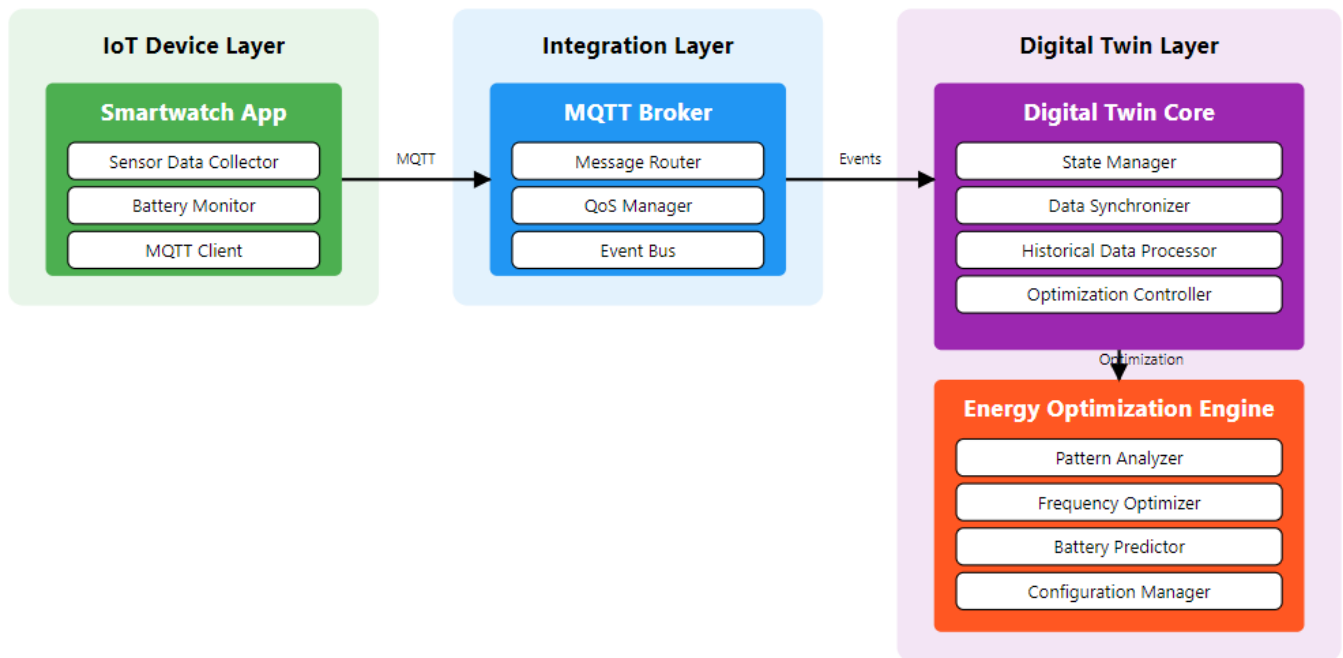 IoT Device Layer
Smartwatch App
Sensor Data Collector
Battery Monitor
MQTT Client
MQTT
Integration Layer
MQTT Broker
Message Router
QoS Manager
Event Bus
Events
Digital Twin Layer
Digital Twin Core
State Manager
Data Synchronizer
Historical Data Processor
Optimization Controller
Optimization
Energy Optimization Engine
Pattern Analyzer
Frequency Optimizer
Battery Predictor
Configuration Manager